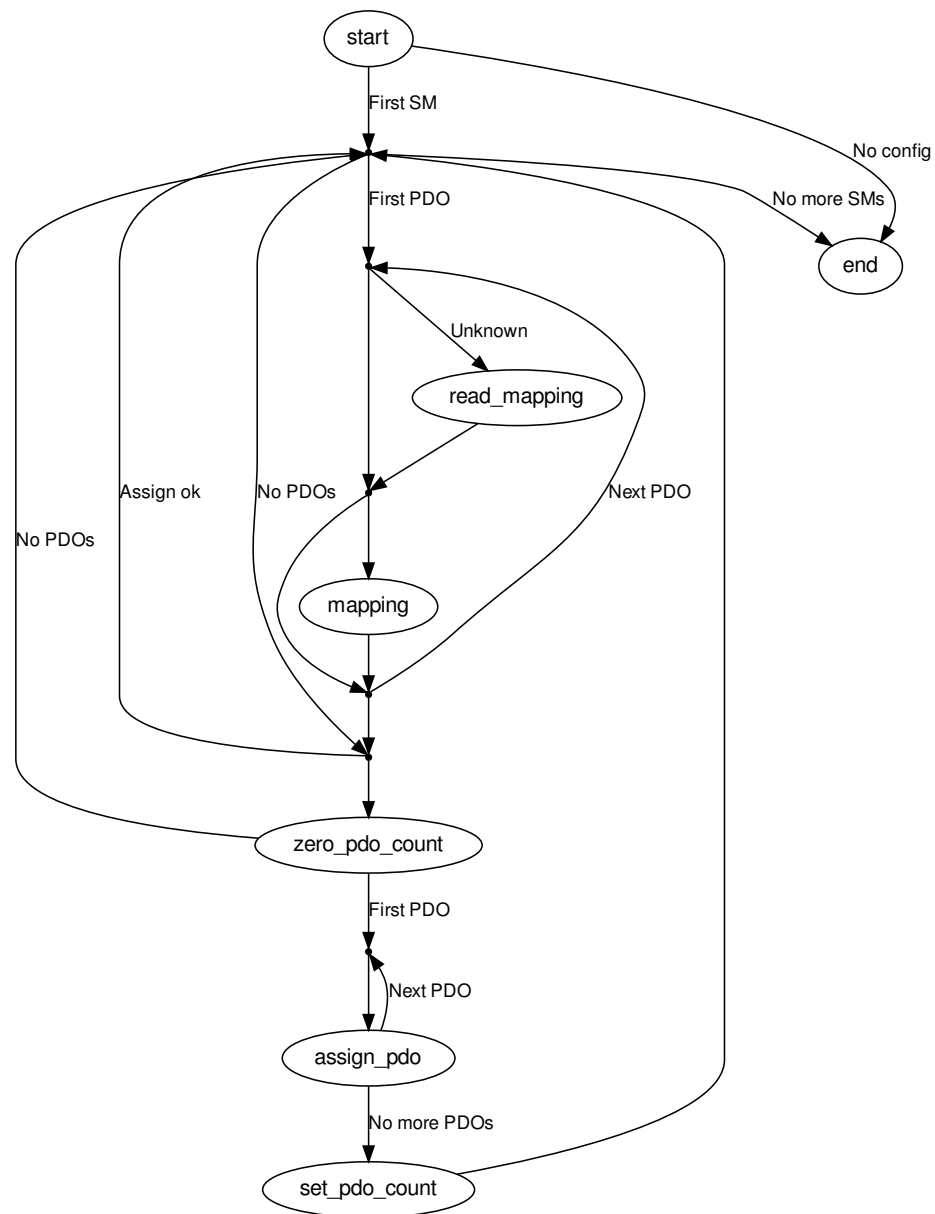 start
First SM
No config
First PDO
No more SMs
end
Unknown
read_mapping
Assign ok
No PDOs
Next PDO
No PDOs
mapping
zero_pdo_count
First PDO
Next PDO
assign_pdo
No more PDOs
set_pdo_count